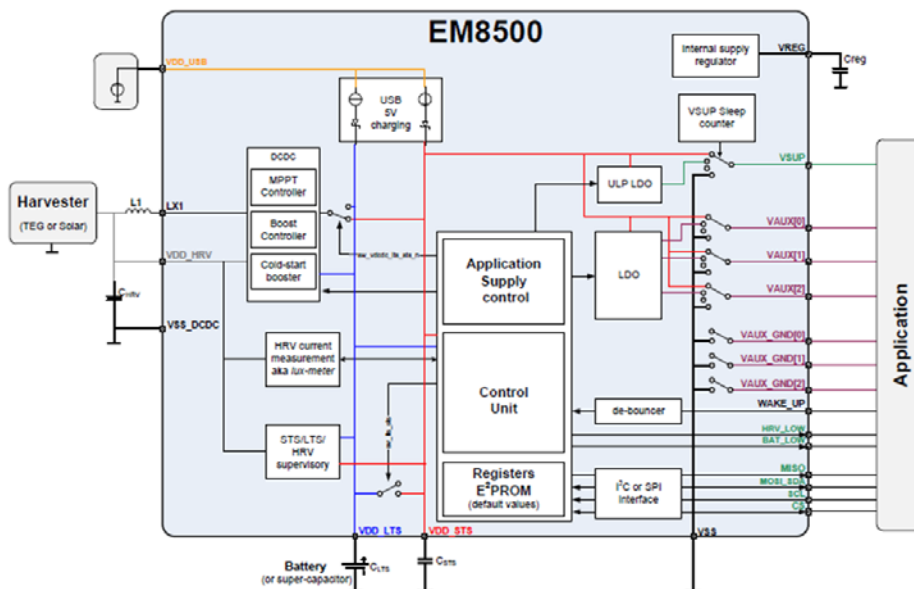 EM8500
Internal supply
regulator
VREG
Creg
VDD_USB
USB
5V
charging
VSUP Sleep
counter
VSUP
DCDC
MPPT
Controller
Boost
Controller
Cold-start
booster
ULP LDO
Harvester
(TEG or Solar)
L1
LX1
VDD_HRV
CHRV
VSS_DCDC
Application
Supply
control
LDO
VAUX[0]
VAUX[1]
VAUX[2]
VAUX_GND[0]
VAUX_GND[1]
VAUX_GND[2]
Application
HRV current
measurement
aka lux-meter
Control
Unit
de-bouncer
WAKE_UP
HRV_LOW
BAT_LOW
STS/LTS/
HRV
supervisory
Registers
E²PROM
(default values)
I²C or SPI
Interface
MISO
MOSI_SDA
SCL
CS
VDD_LTS
VDD_STS
VSS
Battery
(or super-capacitor)
CLTS
CSTS